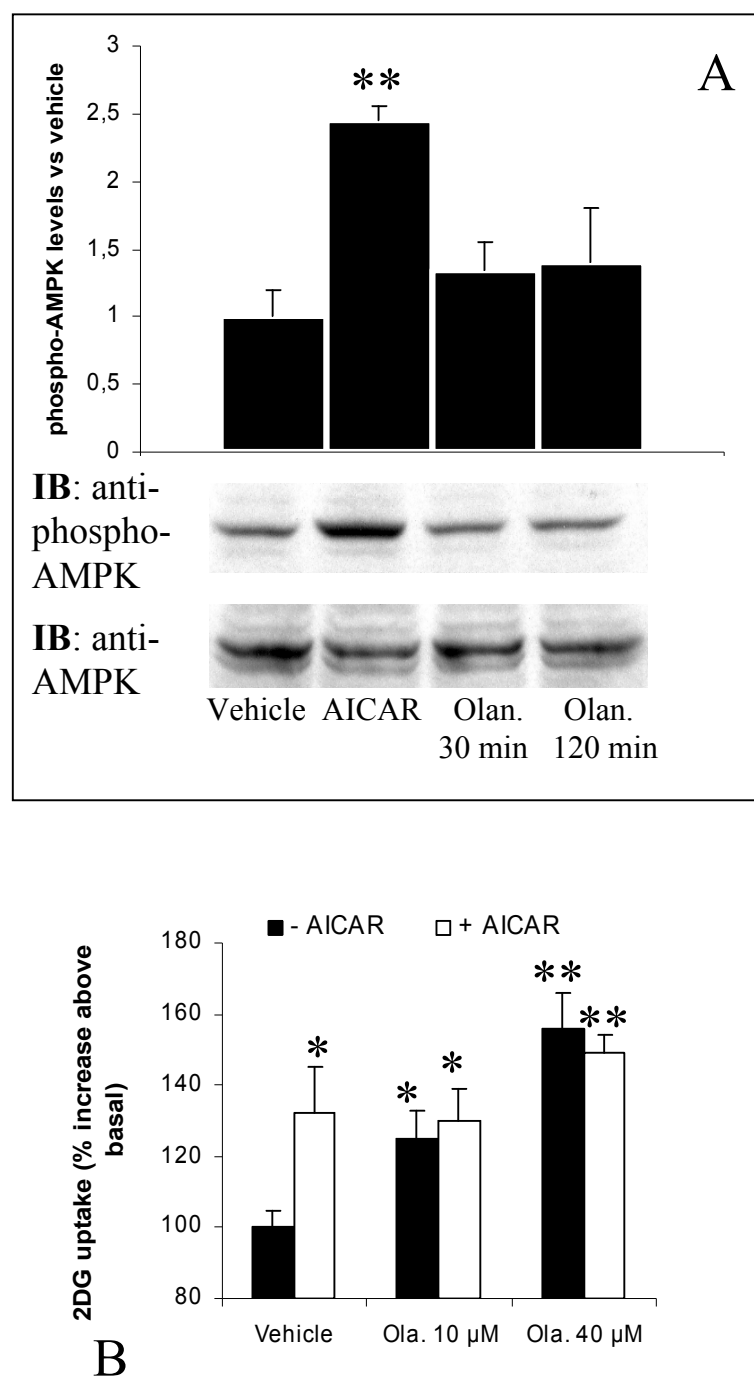 A
phospho-AMPK levels vs vehicle
3
2,5
2
1,5
1
0,5
0
**
IB: anti-
phospho-
AMPK
IB: anti-
AMPK
Vehicle AICAR Olan. Olan.
30 min 120 min
- AICAR + AICAR
2DG uptake (% increase above
basal)
180
160
140
120
100
80
* * * ** **
Vehicle Ola. 10 µM Ola. 40 µM
B